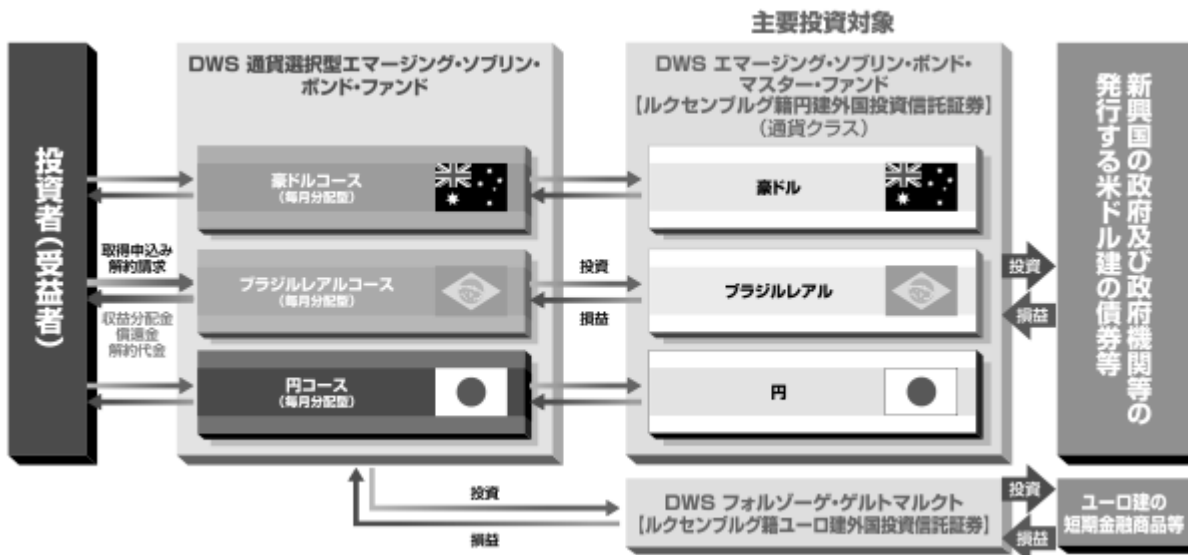 主要投資対象
投資者(受益者)
DWS 通貨選択型エマージング・ソブリン・
ボンド・ファンド
豪ドルコース
(毎月分配型)
取得申込み
解約請求
収益分配金
償還金
解約代金
ブラジルレアルコース
(毎月分配型)
円コース
(毎月分配型)
投資
損益
DWS エマージング・ソブリン・ボンド・
マスター・ファンド
【ルクセンブルグ籍円建外国投資信託証券】
(通貨クラス)
豪ドル
ブラジルレアル
円
投資
損益
新興国の政府及び政府機関等の
発行する米ドル建の債券等
投資
損益
DWS フォルゾーゲ・ゲルトマルクト
【ルクセンブルグ籍ユーロ建外国投資信託証券】
投資
損益
ユーロ建の
短期金融商品等